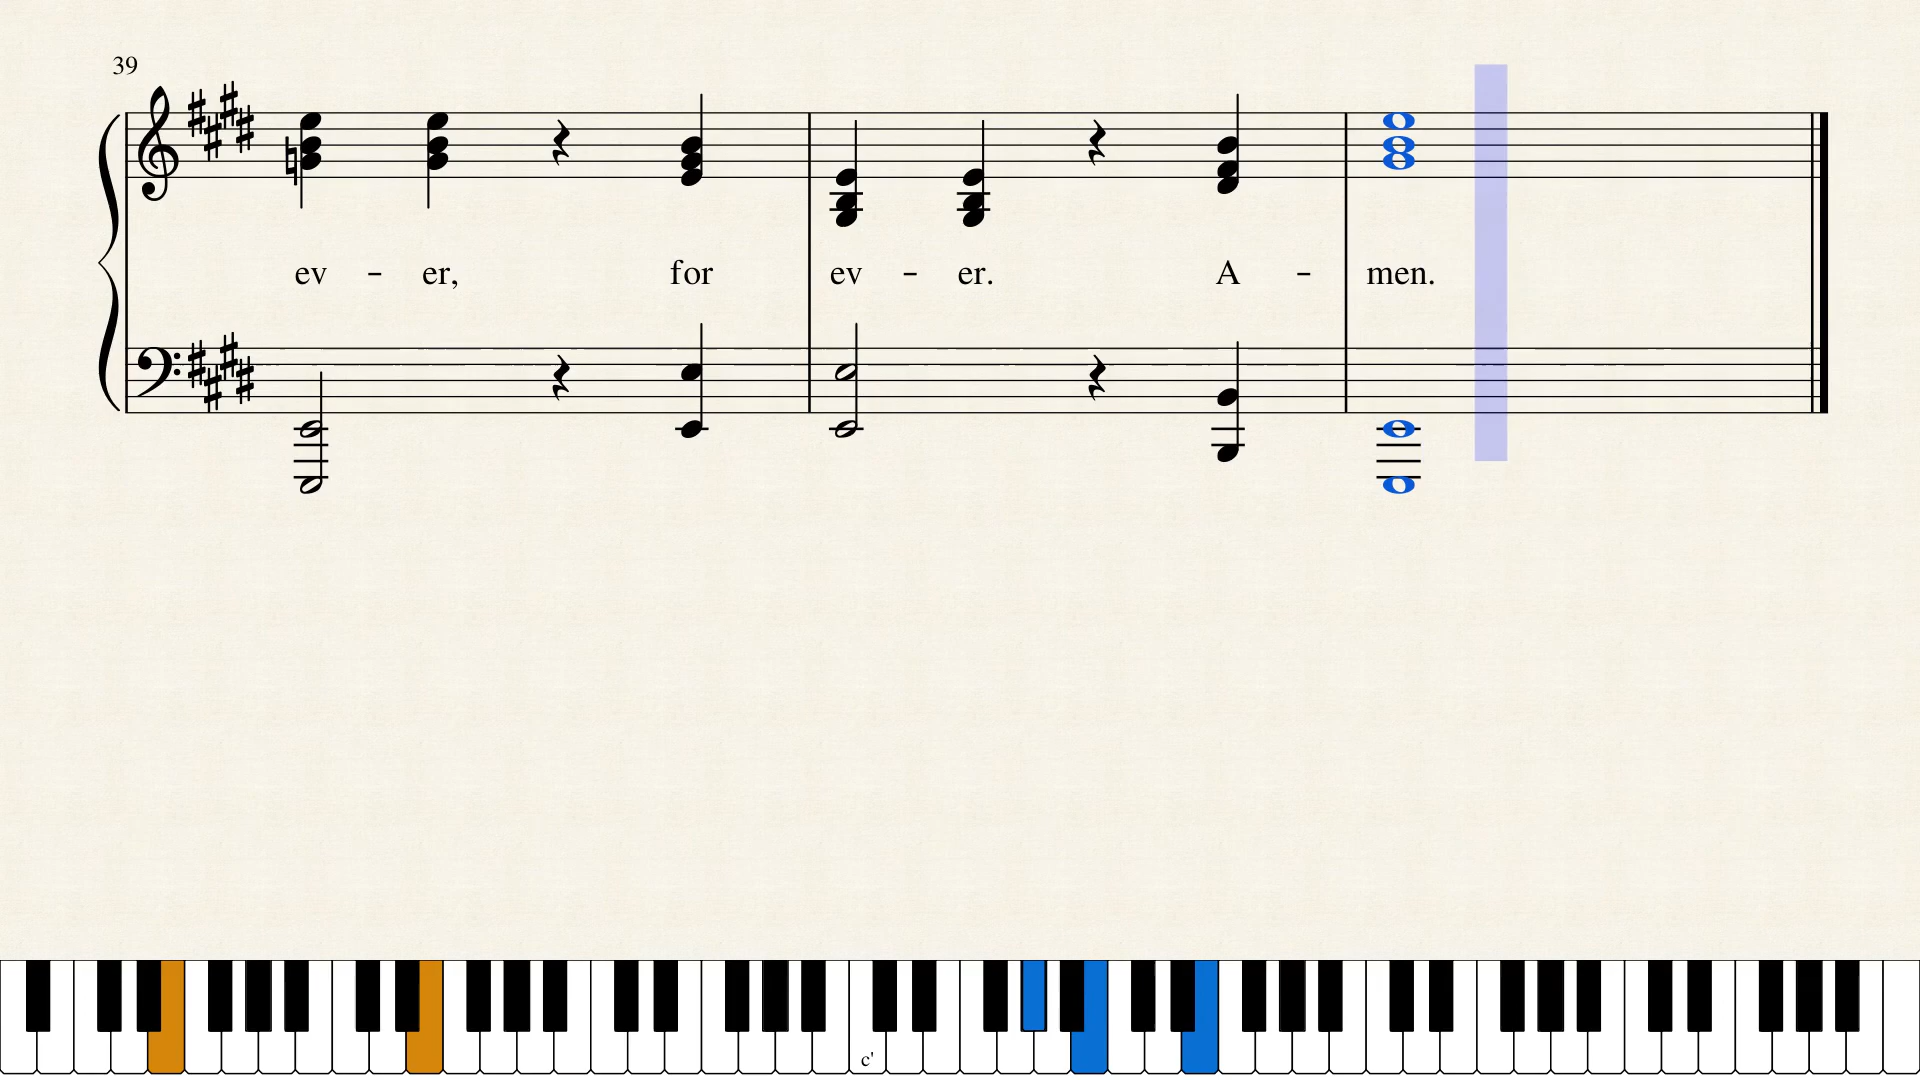 39
ev - er, for ev - er. A - men.
c'